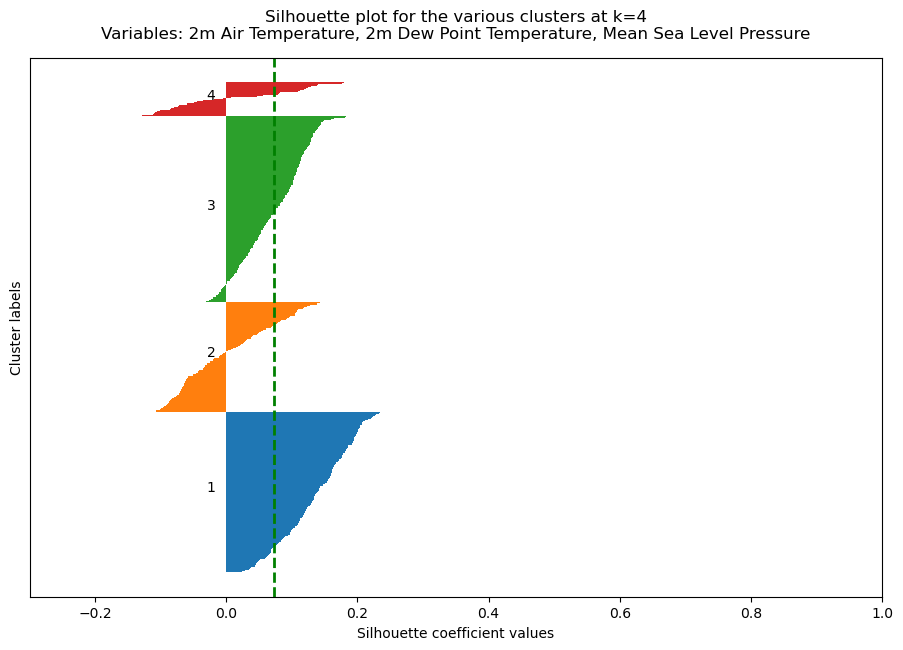 Silhouette plot for the various clusters at k=4
Variables: 2m Air Temperature, 2m Dew Point Temperature, Mean Sea Level Pressure
4
3
2
1
Cluster labels
−0.2 0.0 0.2 0.4 0.6 0.8 1.0
Silhouette coefficient values